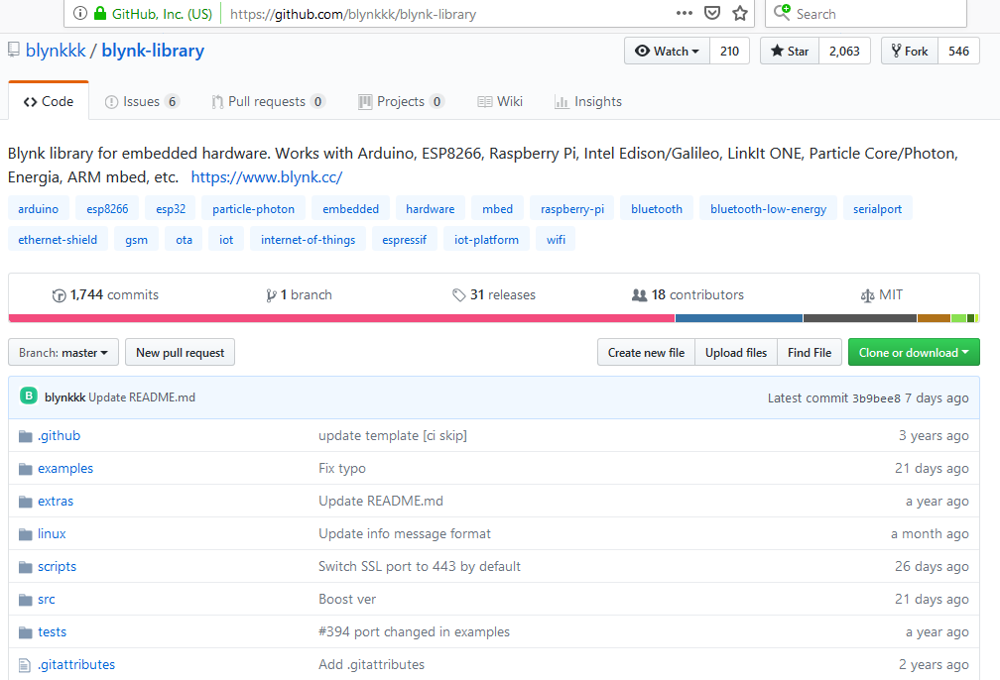 GitHub, Inc. (US) https://github.com/blynkkk/blynk-library ••• Search
blynkkk / blynk-library Watch 210 Star 2,063 Fork 546
Code Issues 6 Pull requests 0 Projects 0 Wiki Insights
Blynk library for embedded hardware. Works with Arduino, ESP8266, Raspberry Pi, Intel Edison/Galileo, LinkIt ONE, Particle Core/Photon,
Energia, ARM mbed, etc. https://www.blynk.cc/
arduino esp8266 esp32 particle-photon embedded hardware mbed raspberry-pi bluetooth bluetooth-low-energy serialport
ethernet-shield gsm ota iot internet-of-things espressif iot-platform wifi
1,744 commits 1 branch 31 releases 18 contributors MIT
Branch: master New pull request Create new file Upload files Find File Clone or download
B blynkkk Update README.md Latest commit 3b9bee8 7 days ago
.github update template [ci skip] 3 years ago
examples Fix typo 21 days ago
extras Update README.md a year ago
linux Update info message format a month ago
scripts Switch SSL port to 443 by default 26 days ago
src Boost ver 21 days ago
tests #394 port changed in examples a year ago
.gitattributes Add .gitattributes 2 years ago